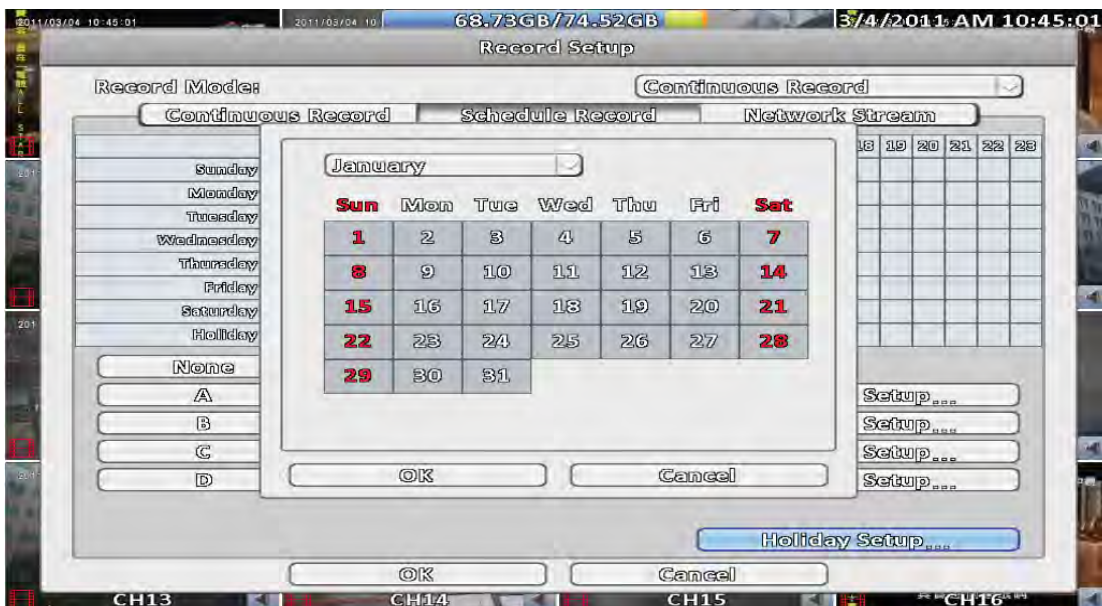 2011/03/04 10:45:01 2011/03/04 10 68.73GB/74.52GB 3/4/2011 AM 10:45:01
Record Setup
Record Mode: Continuous Record
Continuous Record Schedule Record Network Stream
18 19 20 21 22 23
January
Sunday
Monday
Sun Mon Tue Wed Thu Fri Sat
Tuesday
Wednesday
1 2 3 4 5 6 7
Thursday
8 9 10 11 12 13 14
Friday
Saturday
15 16 17 18 19 20 21
Holiday
22 23 24 25 26 27 28
None
29 30 31
A Setup...
B Setup...
C Setup...
D Setup...
OK Cancel
Holiday Setup...
OK Cancel
CH13 CH14 CH15 CH16